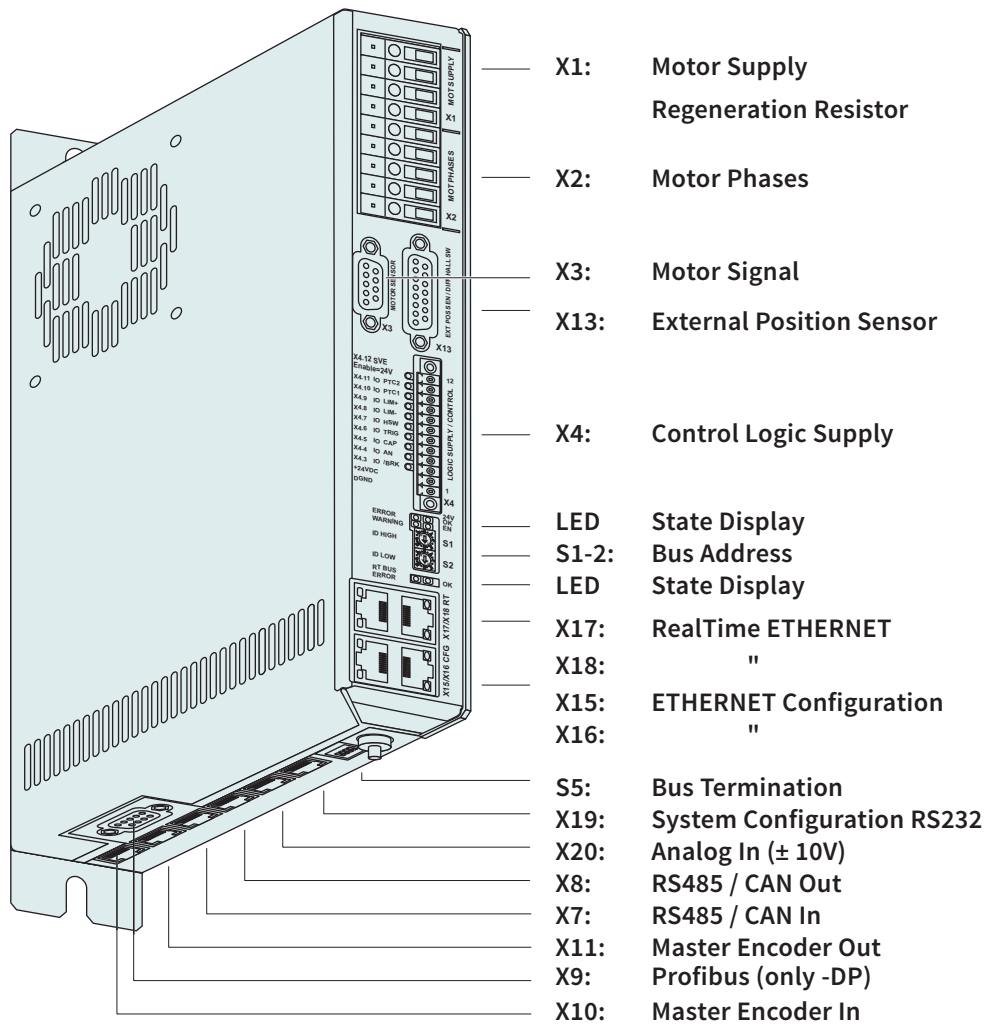 X1: Motor Supply
Regeneration Resistor
X2: Motor Phases
X3: Motor Signal
X13: External Position Sensor
X4: Control Logic Supply
LED State Display
S1-2: Bus Address
LED State Display
X17: RealTime ETHERNET
X18: "
X15: ETHERNET Configuration
X16: "
S5: Bus Termination
X19: System Configuration RS232
X20: Analog In (± 10V)
X8: RS485 / CAN Out
X7: RS485 / CAN In
X11: Master Encoder Out
X9: Profibus (only -DP)
X10: Master Encoder In
MOT SUPPLY
X1
MOT PHASES
X2
MOTOR SENSOR
X3
EXT POSSEN / DIFF HALL SW
X13
X4.12 SVE
Enable=24V
X4.11 IO PTC2
X4.10 IO PTC1
X4.9 IO LIM+
X4.8 IO LIM-
X4.7 IO HSW
X4.6 IO TRIG
X4.5 IO CAP
X4.4 IO AN
X4.3 IO /BRK
+24VDC
DGND
12
LOGIC SUPPLY / CONTROL
1
X4
ERROR
WARNING
24V
OK
EN
ID HIGH
S1
ID LOW
S2
RT BUS
ERROR
OK
X17/X18 RT
X15/X16 CFG